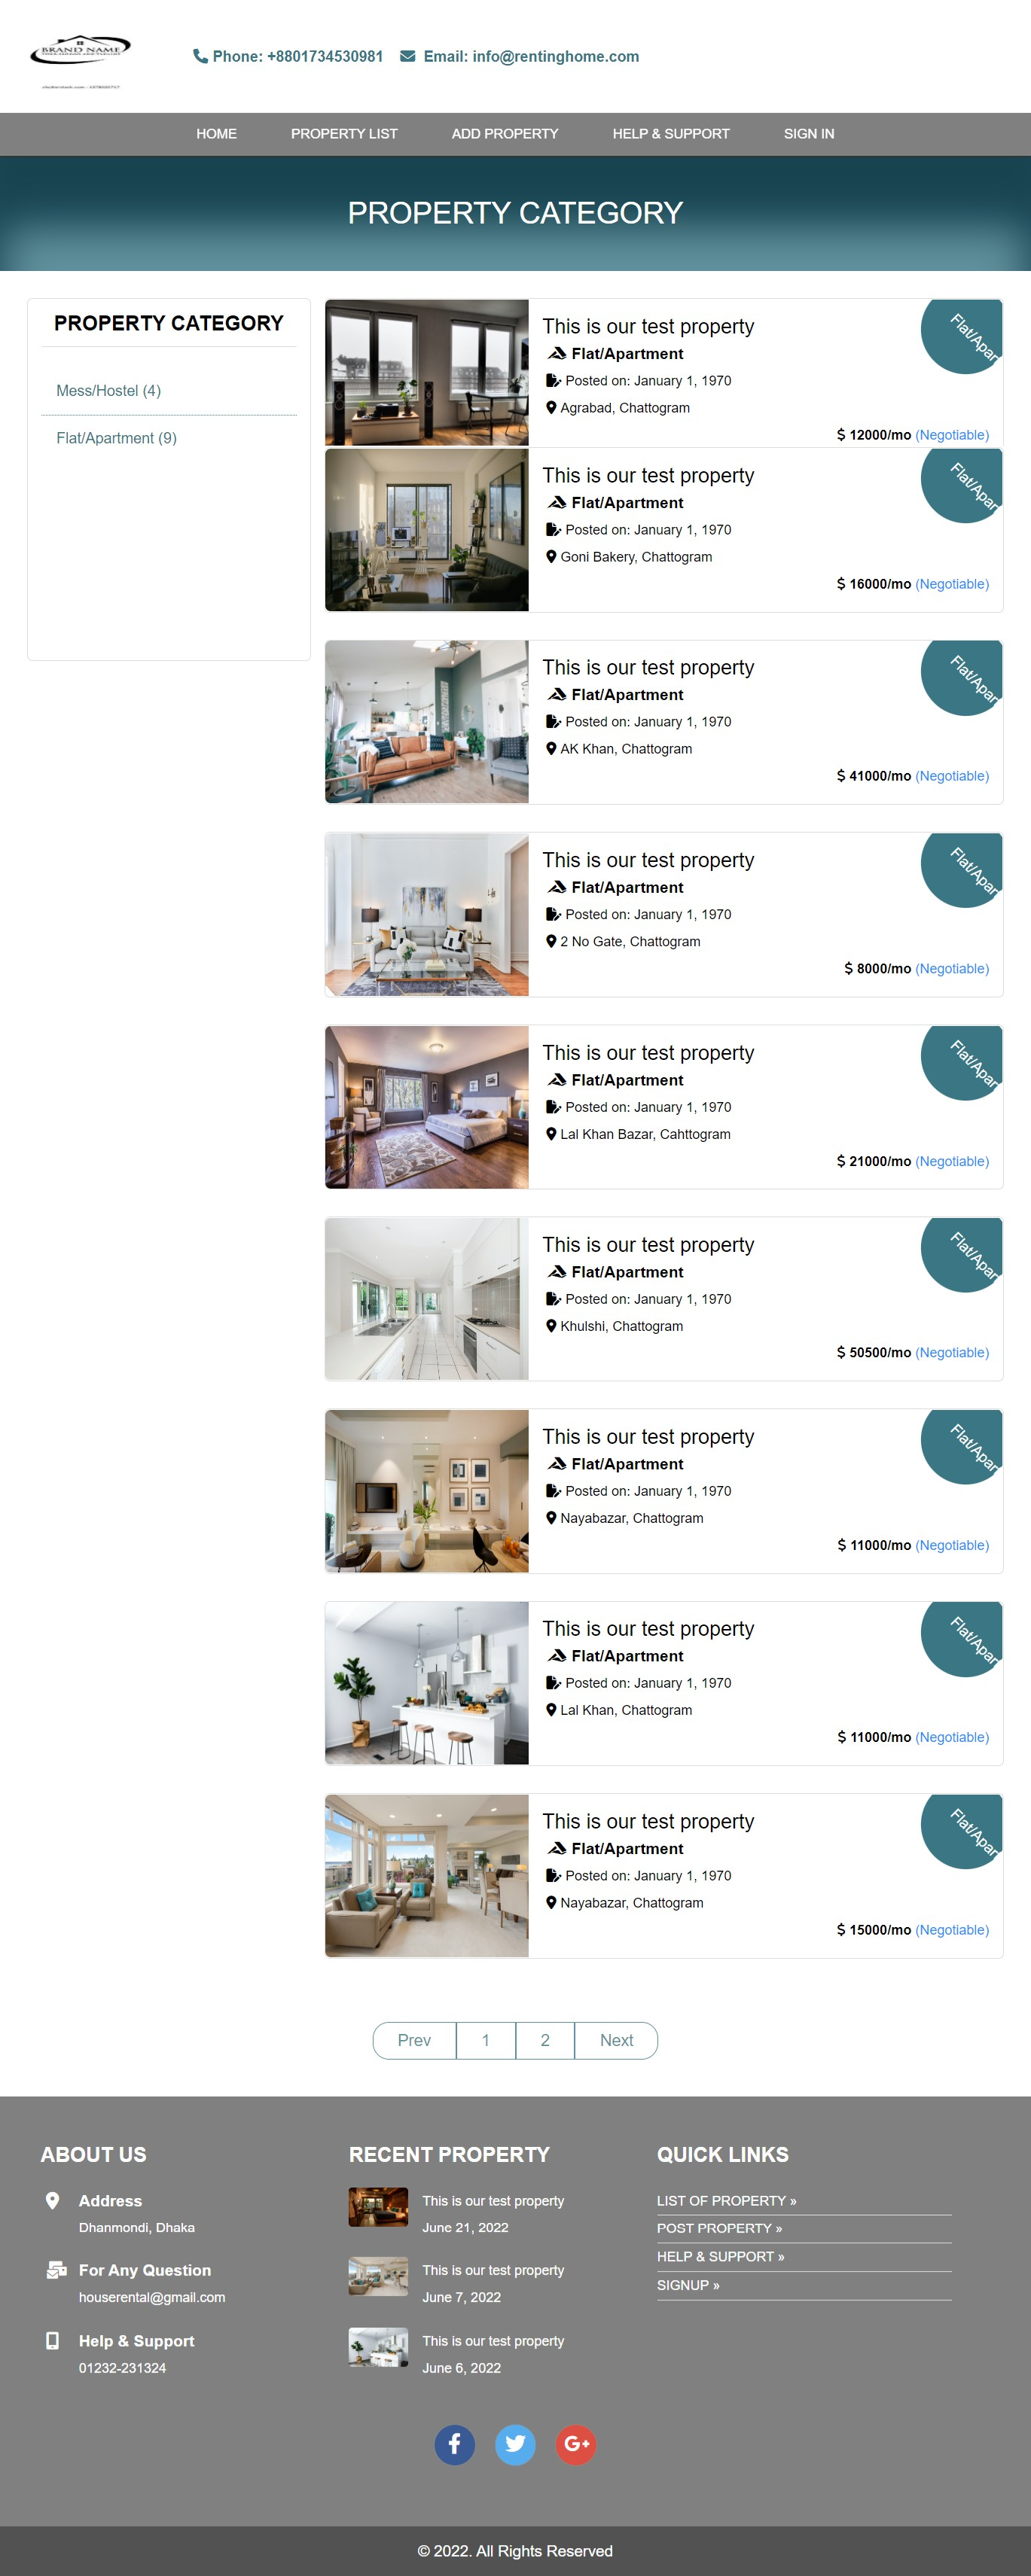 BRAND NAME
Phone: +8801734530981 Email: info@rentinghome.com
HOME PROPERTY LIST ADD PROPERTY HELP & SUPPORT SIGN IN
PROPERTY CATEGORY
PROPERTY CATEGORY
Mess/Hostel (4)
Flat/Apartment (9)
This is our test property
Flat/Apar
Flat/Apartment
Posted on: January 1, 1970
Agrabad, Chattogram
$ 12000/mo (Negotiable)
This is our test property
Flat/Apar
Flat/Apartment
Posted on: January 1, 1970
Goni Bakery, Chattogram
$ 16000/mo (Negotiable)
This is our test property
Flat/Apar
Flat/Apartment
Posted on: January 1, 1970
AK Khan, Chattogram
$ 41000/mo (Negotiable)
This is our test property
Flat/Apar
Flat/Apartment
Posted on: January 1, 1970
2 No Gate, Chattogram
$ 8000/mo (Negotiable)
This is our test property
Flat/Apar
Flat/Apartment
Posted on: January 1, 1970
Lal Khan Bazar, Cahttogram
$ 21000/mo (Negotiable)
This is our test property
Flat/Apar
Flat/Apartment
Posted on: January 1, 1970
Khulshi, Chattogram
$ 50500/mo (Negotiable)
This is our test property
Flat/Apar
Flat/Apartment
Posted on: January 1, 1970
Nayabazar, Chattogram
$ 11000/mo (Negotiable)
This is our test property
Flat/Apar
Flat/Apartment
Posted on: January 1, 1970
Lal Khan, Chattogram
$ 11000/mo (Negotiable)
This is our test property
Flat/Apar
Flat/Apartment
Posted on: January 1, 1970
Nayabazar, Chattogram
$ 15000/mo (Negotiable)
Prev 1 2 Next
ABOUT US
Address
Dhanmondi, Dhaka
For Any Question
houserental@gmail.com
Help & Support
01232-231324
RECENT PROPERTY
This is our test property
June 21, 2022
This is our test property
June 7, 2022
This is our test property
June 6, 2022
QUICK LINKS
LIST OF PROPERTY »
POST PROPERTY »
HELP & SUPPORT »
SIGNUP »
f G+
© 2022. All Rights Reserved